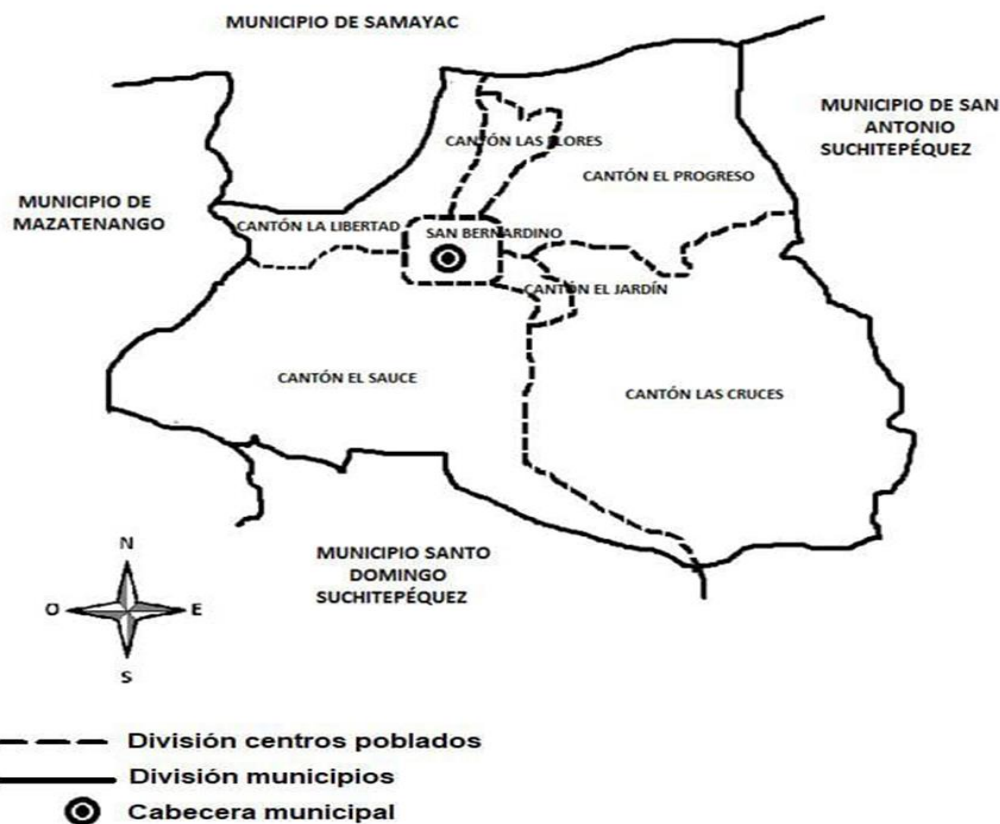 MUNICIPIO DE SAMAYAC
MUNICIPIO DE SAN
ANTONIO
SUCHITEPÉQUEZ
CANTÓN LAS FLORES
CANTÓN EL PROGRESO
MUNICIPIO DE
MAZATENANGO
CANTÓN LA LIBERTAD
SAN BERNARDINO
CANTÓN EL JARDÍN
CANTÓN EL SAUCE
CANTÓN LAS CRUCES
MUNICIPIO SANTO
DOMINGO
SUCHITEPÉQUEZ
N
O
E
S
División centros poblados
División municipios
Cabecera municipal